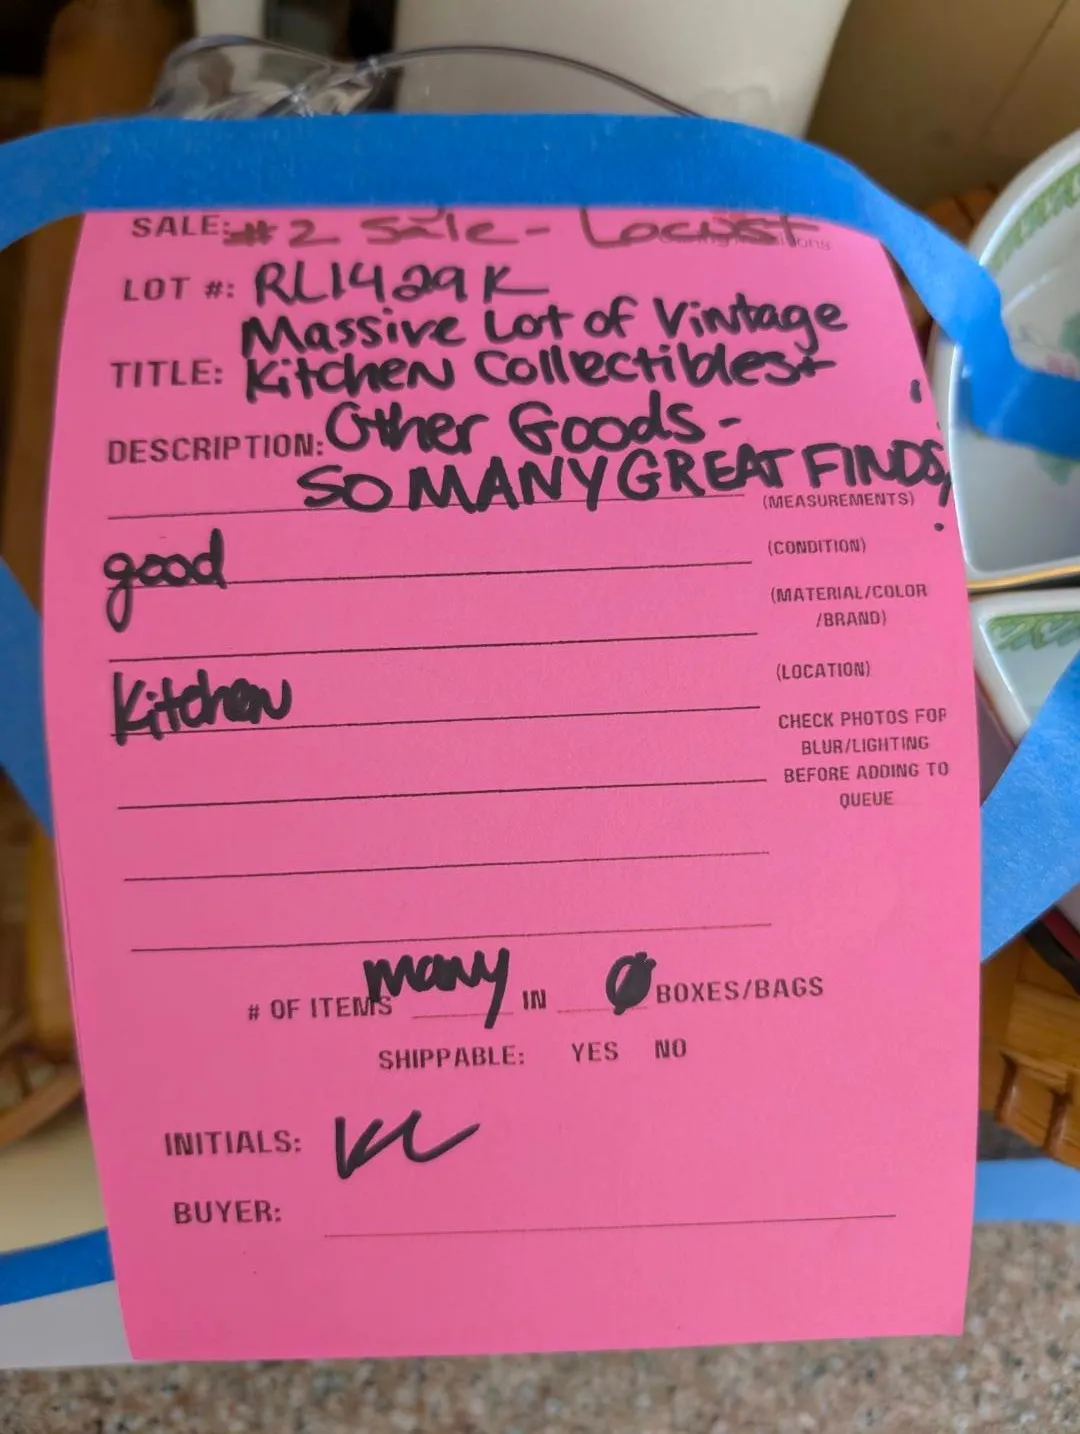 SALE: #2 Sale - Locust
LOT #: RL1429K
Massive Lot of Vintage
TITLE: Kitchen Collectibles +
DESCRIPTION: Other Goods -
SO MANY GREAT FINDS!
(MEASUREMENTS)
good (CONDITION)
(MATERIAL/COLOR
/BRAND)
Kitchen (LOCATION)
CHECK PHOTOS FOR
BLUR/LIGHTING
BEFORE ADDING TO
QUEUE
# OF ITEMS many IN 0 BOXES/BAGS
SHIPPABLE: YES NO
INITIALS: KL
BUYER: